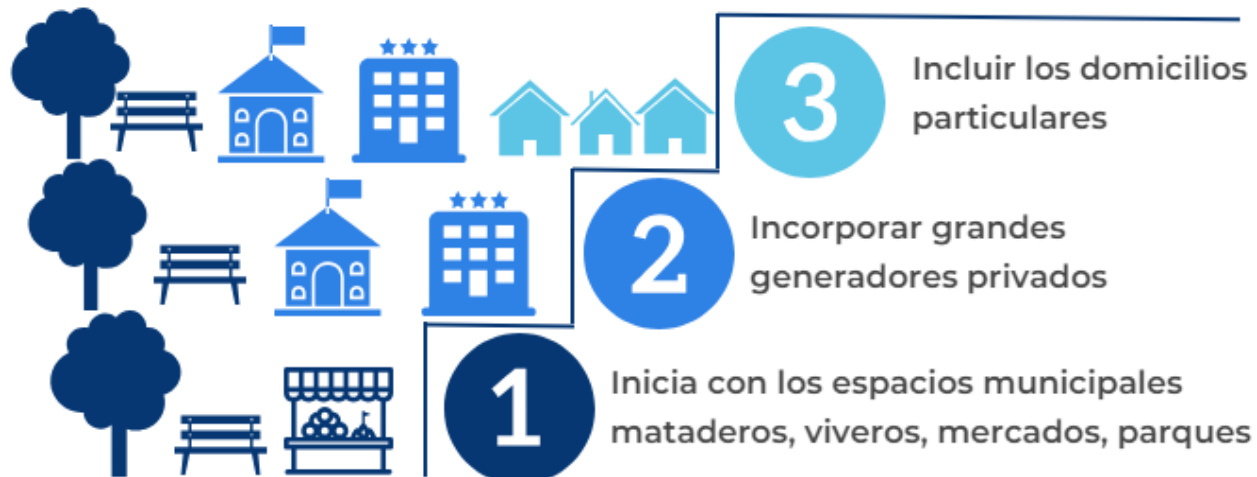 3
Incluir los domicilios
particulares
2
Incorporar grandes
generadores privados
1
Inicia con los espacios municipales
mataderos, viveros, mercados, parques